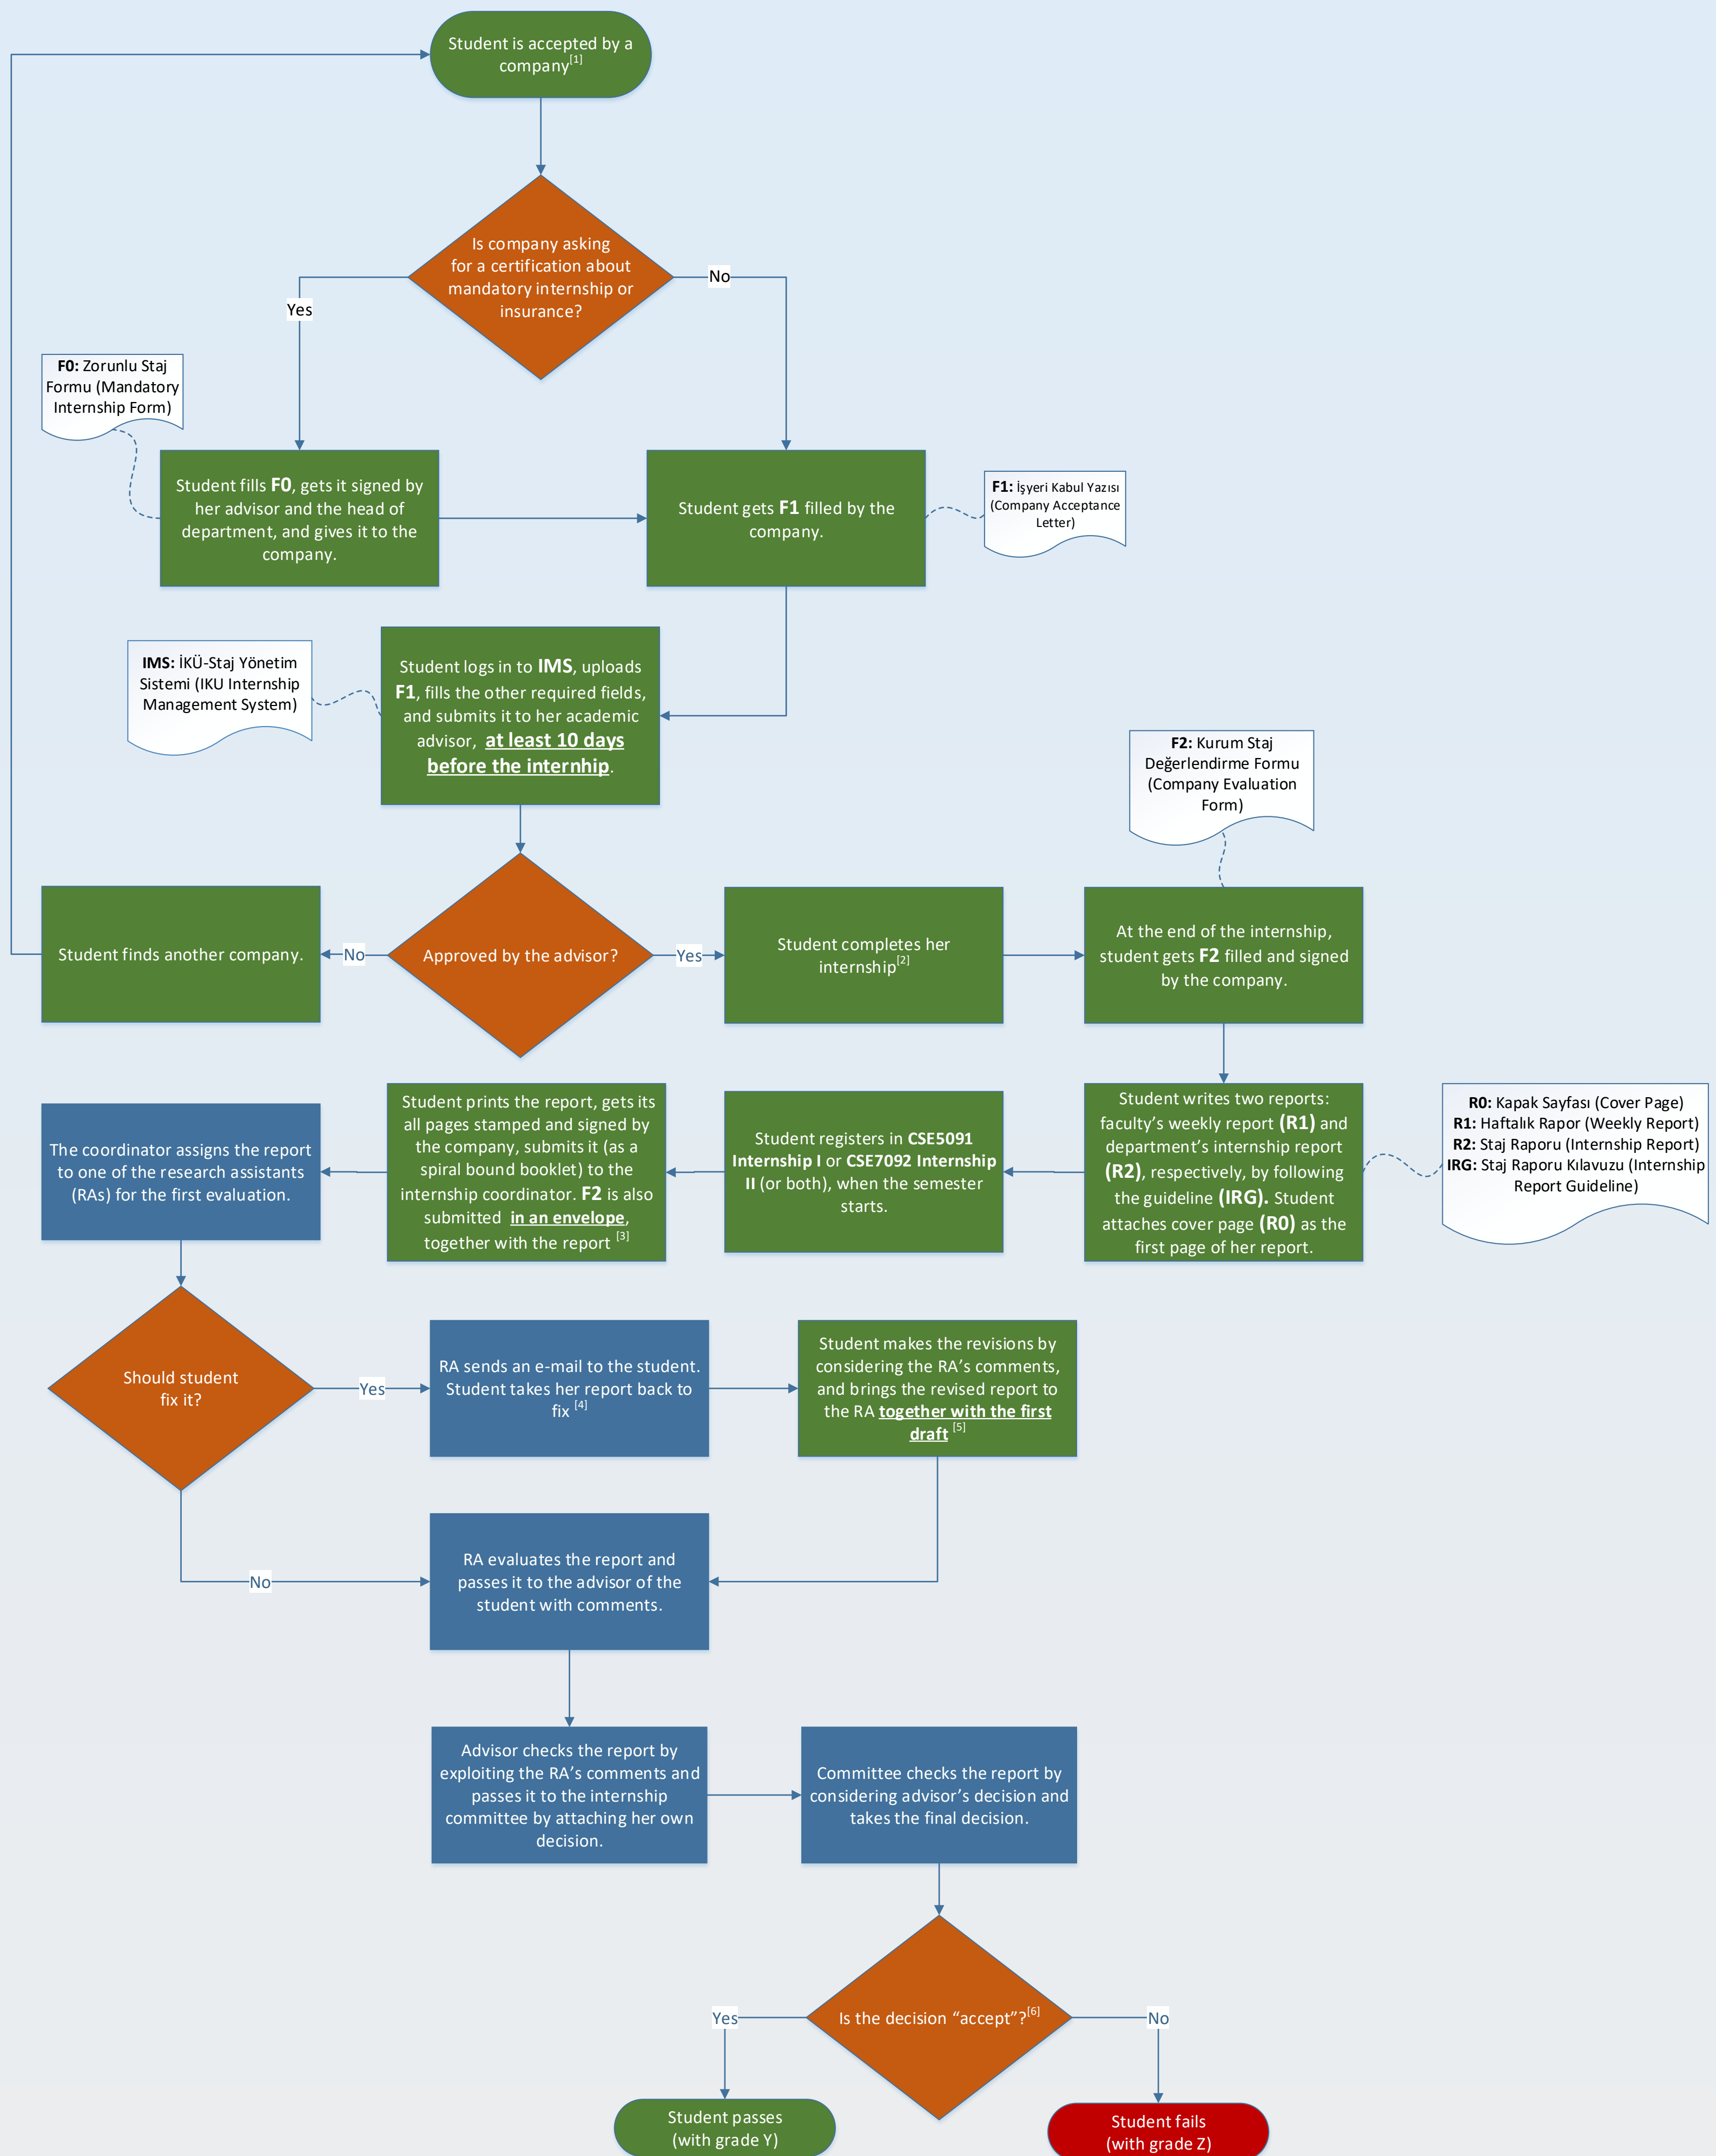 Student is accepted by a
company[1]
Is company asking
for a certification about
mandatory internship or
insurance?
Yes
No
F0: Zorunlu Staj
Formu (Mandatory
Internship Form)
Student fills F0, gets it signed by
her advisor and the head of
department, and gives it to the
company.
Student gets F1 filled by the
company.
F1: İşyeri Kabul Yazısı
(Company Acceptance
Letter)
IMS: İKÜ-Staj Yönetim
Sistemi (IKU Internship
Management System)
Student logs in to IMS, uploads
F1, fills the other required fields,
and submits it to her academic
advisor, at least 10 days
before the internhip.
F2: Kurum Staj
Değerlendirme Formu
(Company Evaluation
Form)
Student finds another company.
No
Approved by the advisor?
Yes
Student completes her
internship[2]
At the end of the internship,
student gets F2 filled and signed
by the company.
Student writes two reports:
faculty's weekly report (R1) and
department's internship report
(R2), respectively, by following
the guideline (IRG). Student
attaches cover page (R0) as the
first page of her report.
R0: Kapak Sayfası (Cover Page)
R1: Haftalık Rapor (Weekly Report)
R2: Staj Raporu (Internship Report)
IRG: Staj Raporu Kılavuzu (Internship
Report Guideline)
Student registers in CSE5091
Internship I or CSE7092 Internship
II (or both), when the semester
starts.
Student prints the report, gets its
all pages stamped and signed by
the company, submits it (as a
spiral bound booklet) to the
internship coordinator. F2 is also
submitted in an envelope,
together with the report [3]
The coordinator assigns the report
to one of the research assistants
(RAs) for the first evaluation.
Should student
fix it?
Yes
RA sends an e-mail to the student.
Student takes her report back to
fix [4]
Student makes the revisions by
considering the RA's comments,
and brings the revised report to
the RA together with the first
draft [5]
No
RA evaluates the report and
passes it to the advisor of the
student with comments.
Advisor checks the report by
exploiting the RA's comments and
passes it to the internship
committee by attaching her own
decision.
Committee checks the report by
considering advisor's decision and
takes the final decision.
Is the decision “accept”?[6]
Yes
No
Student passes
(with grade Y)
Student fails
(with grade Z)